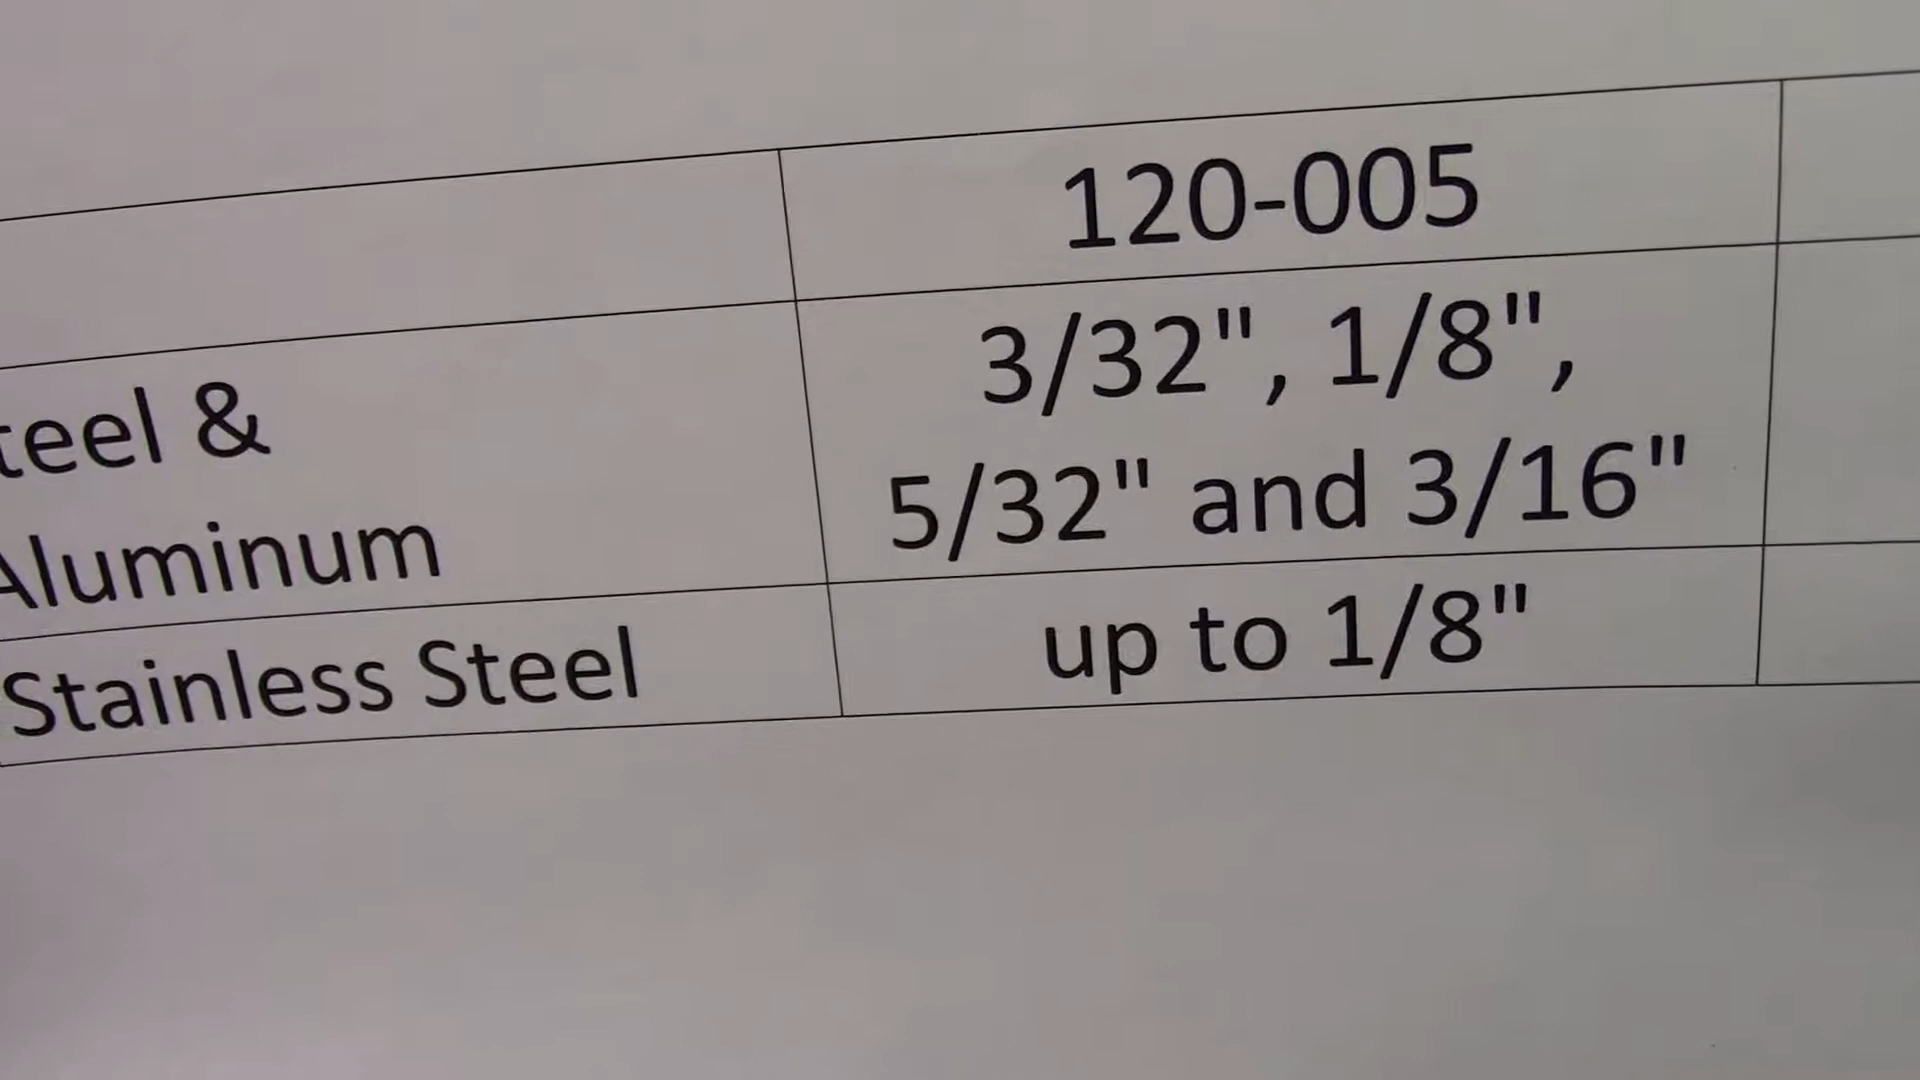 120-005
teel & 3/32", 1/8",
Aluminum 5/32" and 3/16"
Stainless Steel up to 1/8"